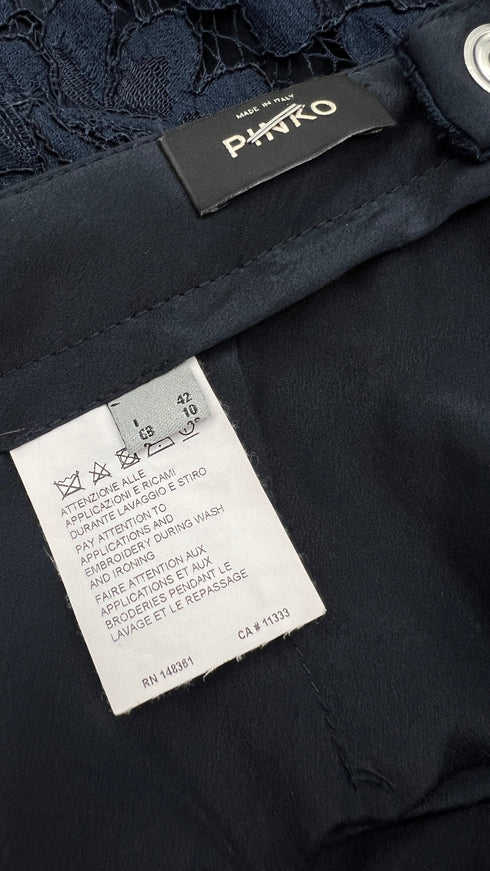 MADE IN ITALY
PINKO
I 42
GB 10
ATTENZIONE ALLE
APPLICAZIONI E RICAMI
DURANTE LAVAGGIO E STIRO
PAY ATTENTION TO
APPLICATIONS AND
EMBROIDERY DURING WASH
AND IRONING
FAIRE ATTENTION AUX
APPLICATIONS ET AUX
BRODERIES PENDANT LE
LAVAGE ET LE REPASSAGE
RN 148361 CA # 11333